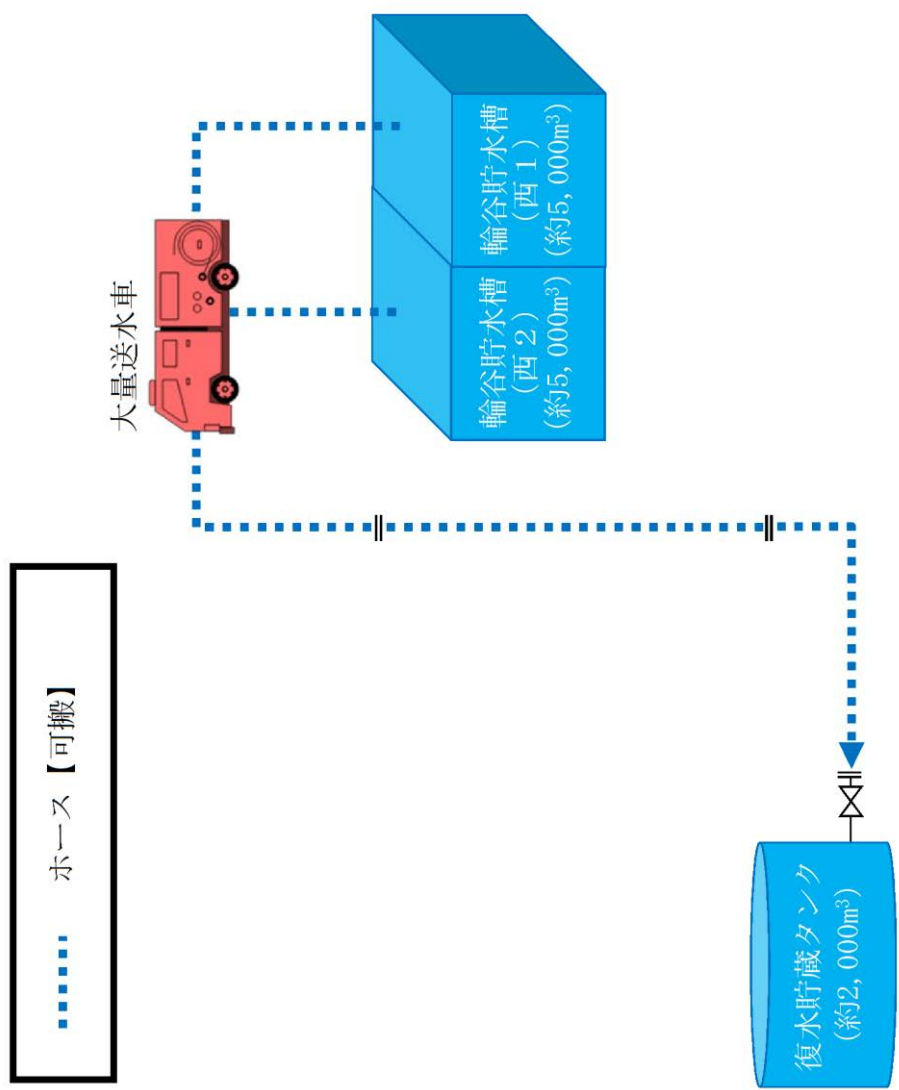 ホース【可搬】
大量送水車
輪谷貯水槽
(西2)
(約5,000m³)
輪谷貯水槽
(西1)
(約5,000m³)
復水貯蔵タンク
(約2,000m³)